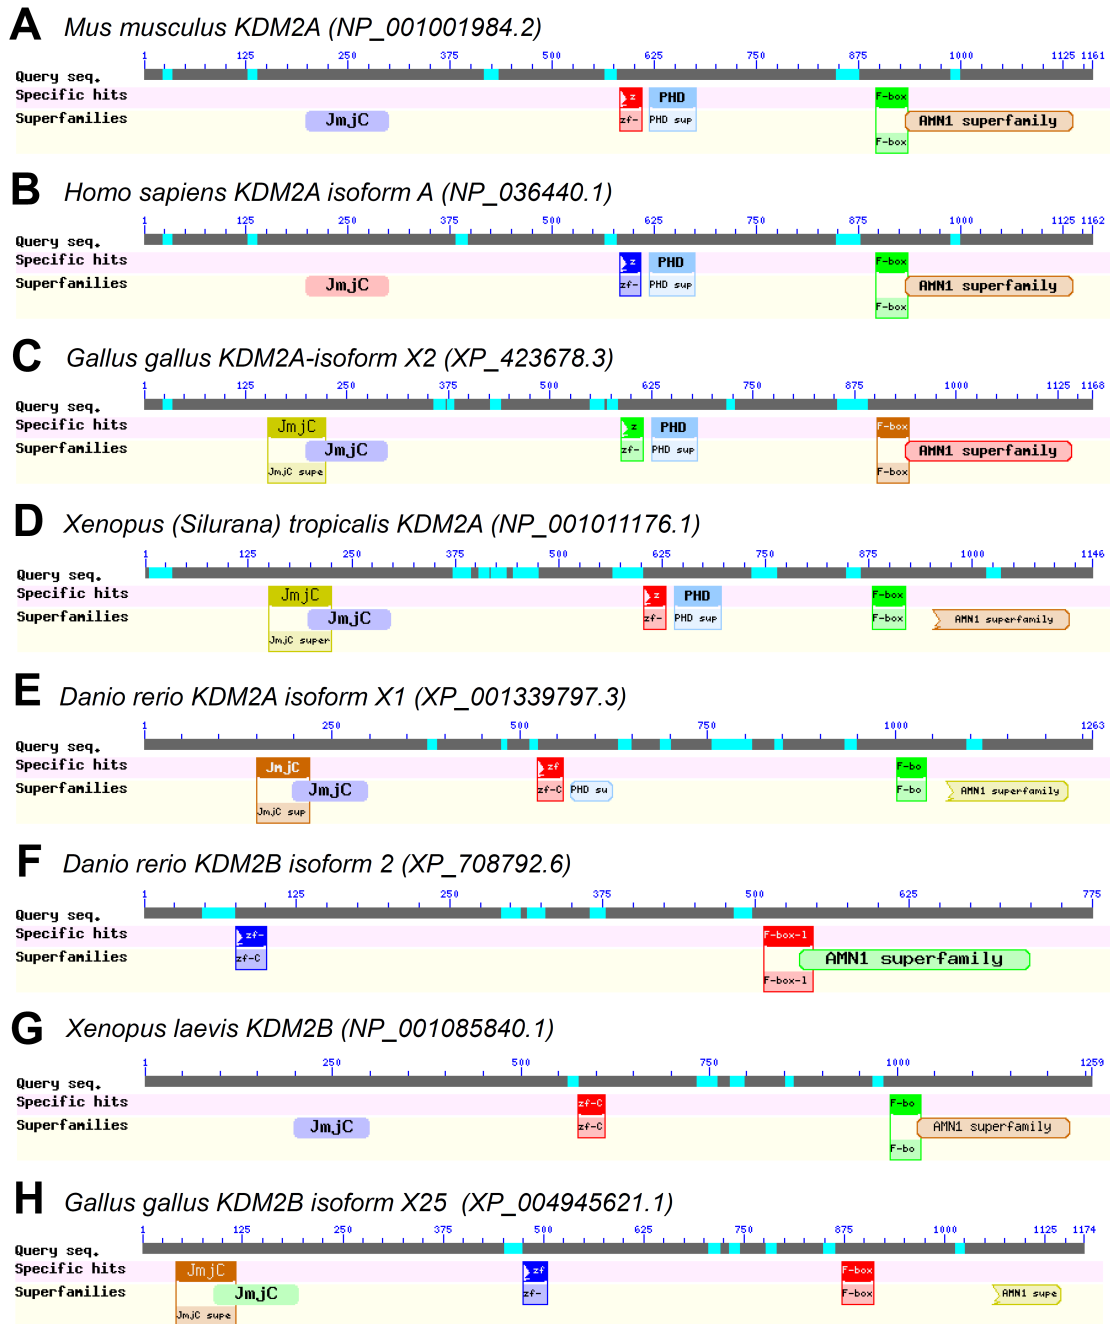 A Mus musculus KDM2A (NP_001001984.2)
1 125 250 375 500 625 750 875 1000 1125 1161
Query seq.
Specific hits z PHD F-box
Superfamilies JmjC zf- PHD sup AMN1 superfamily
F-box
B Homo sapiens KDM2A isoform A (NP_036440.1)
1 125 250 375 500 625 750 875 1000 1125 1162
Query seq.
Specific hits z PHD F-box
Superfamilies JmjC zf- PHD sup AMN1 superfamily
F-box
C Gallus gallus KDM2A-isoform X2 (XP_423678.3)
1 125 250 375 500 625 750 875 1000 1125 1168
Query seq.
Specific hits JmjC z PHD F-box
Superfamilies JmjC zf- PHD sup AMN1 superfamily
JmjC supe F-box
D Xenopus (Silurana) tropicalis KDM2A (NP_001011176.1)
1 125 250 375 500 625 750 875 1000 1146
Query seq.
Specific hits JmjC z PHD F-box
Superfamilies JmjC zf- PHD sup F-box AMN1 superfamily
JmjC super
E Danio rerio KDM2A isoform X1 (XP_001339797.3)
1 250 500 750 1000 1263
Query seq.
Specific hits JmjC zf F-bo
Superfamilies JmjC zf-C PHD su F-bo AMN1 superfamily
JmjC sup
F Danio rerio KDM2B isoform 2 (XP_708792.6)
1 125 250 375 500 625 775
Query seq.
Specific hits zf- F-box-l
Superfamilies zf-C AMN1 superfamily
F-box-l
G Xenopus laevis KDM2B (NP_001085840.1)
1 250 500 750 1000 1259
Query seq.
Specific hits zf-C F-bo
Superfamilies JmjC zf-C AMN1 superfamily
F-bo
H Gallus gallus KDM2B isoform X25 (XP_004945621.1)
1 125 250 375 500 625 750 875 1000 1125 1174
Query seq.
Specific hits JmjC zf F-box
Superfamilies JmjC zf- F-box AMN1 supe
JmjC supe